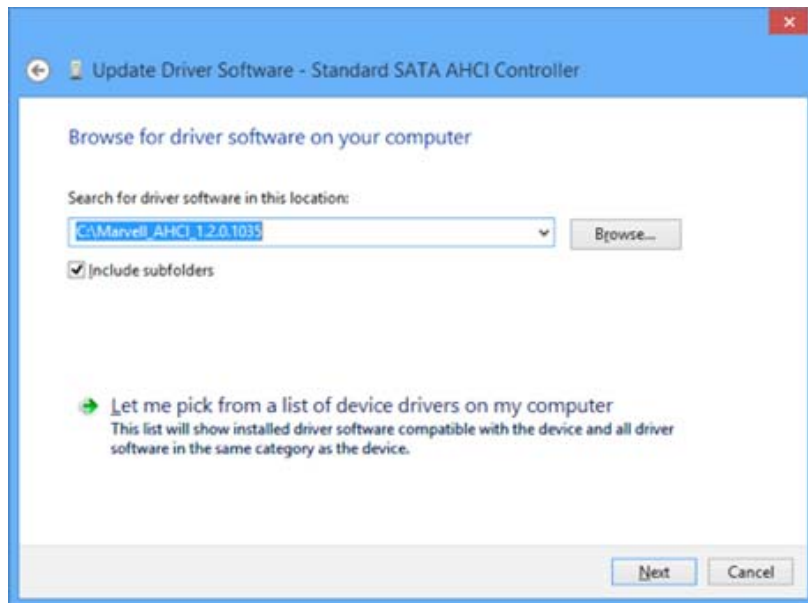 Update Driver Software - Standard SATA AHCI Controller
Browse for driver software on your computer
Search for driver software in this location:
C:\Marvell_AHCI_1.2.0.1035
Browse...
Include subfolders
Let me pick from a list of device drivers on my computer
This list will show installed driver software compatible with the device and all driver
software in the same category as the device.
Next
Cancel